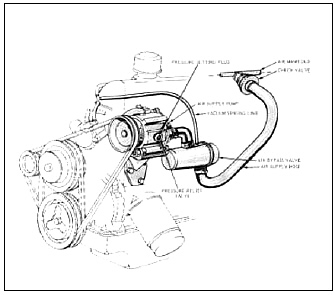 PRESSURE SETTING PLUG
AIR MANIFOLD
CHECK VALVE
AIR SUPPLY PUMP
VACUUM SENSING LINE
AIR BYPASS VALVE
AIR SUPPLY HOSE
PRESSURE RELIEF
VALVE